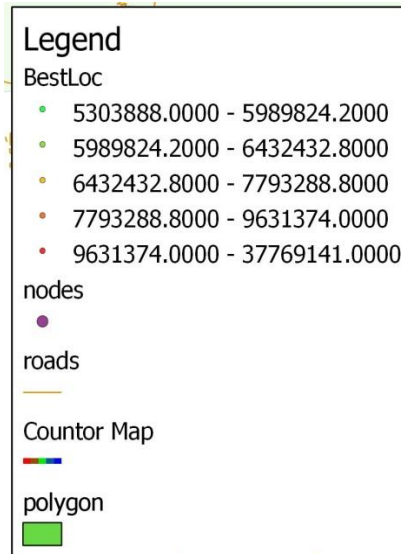 Legend
BestLoc
5303888.0000 - 5989824.2000
5989824.2000 - 6432432.8000
6432432.8000 - 7793288.8000
7793288.8000 - 9631374.0000
9631374.0000 - 37769141.0000
nodes
roads
Countor Map
polygon